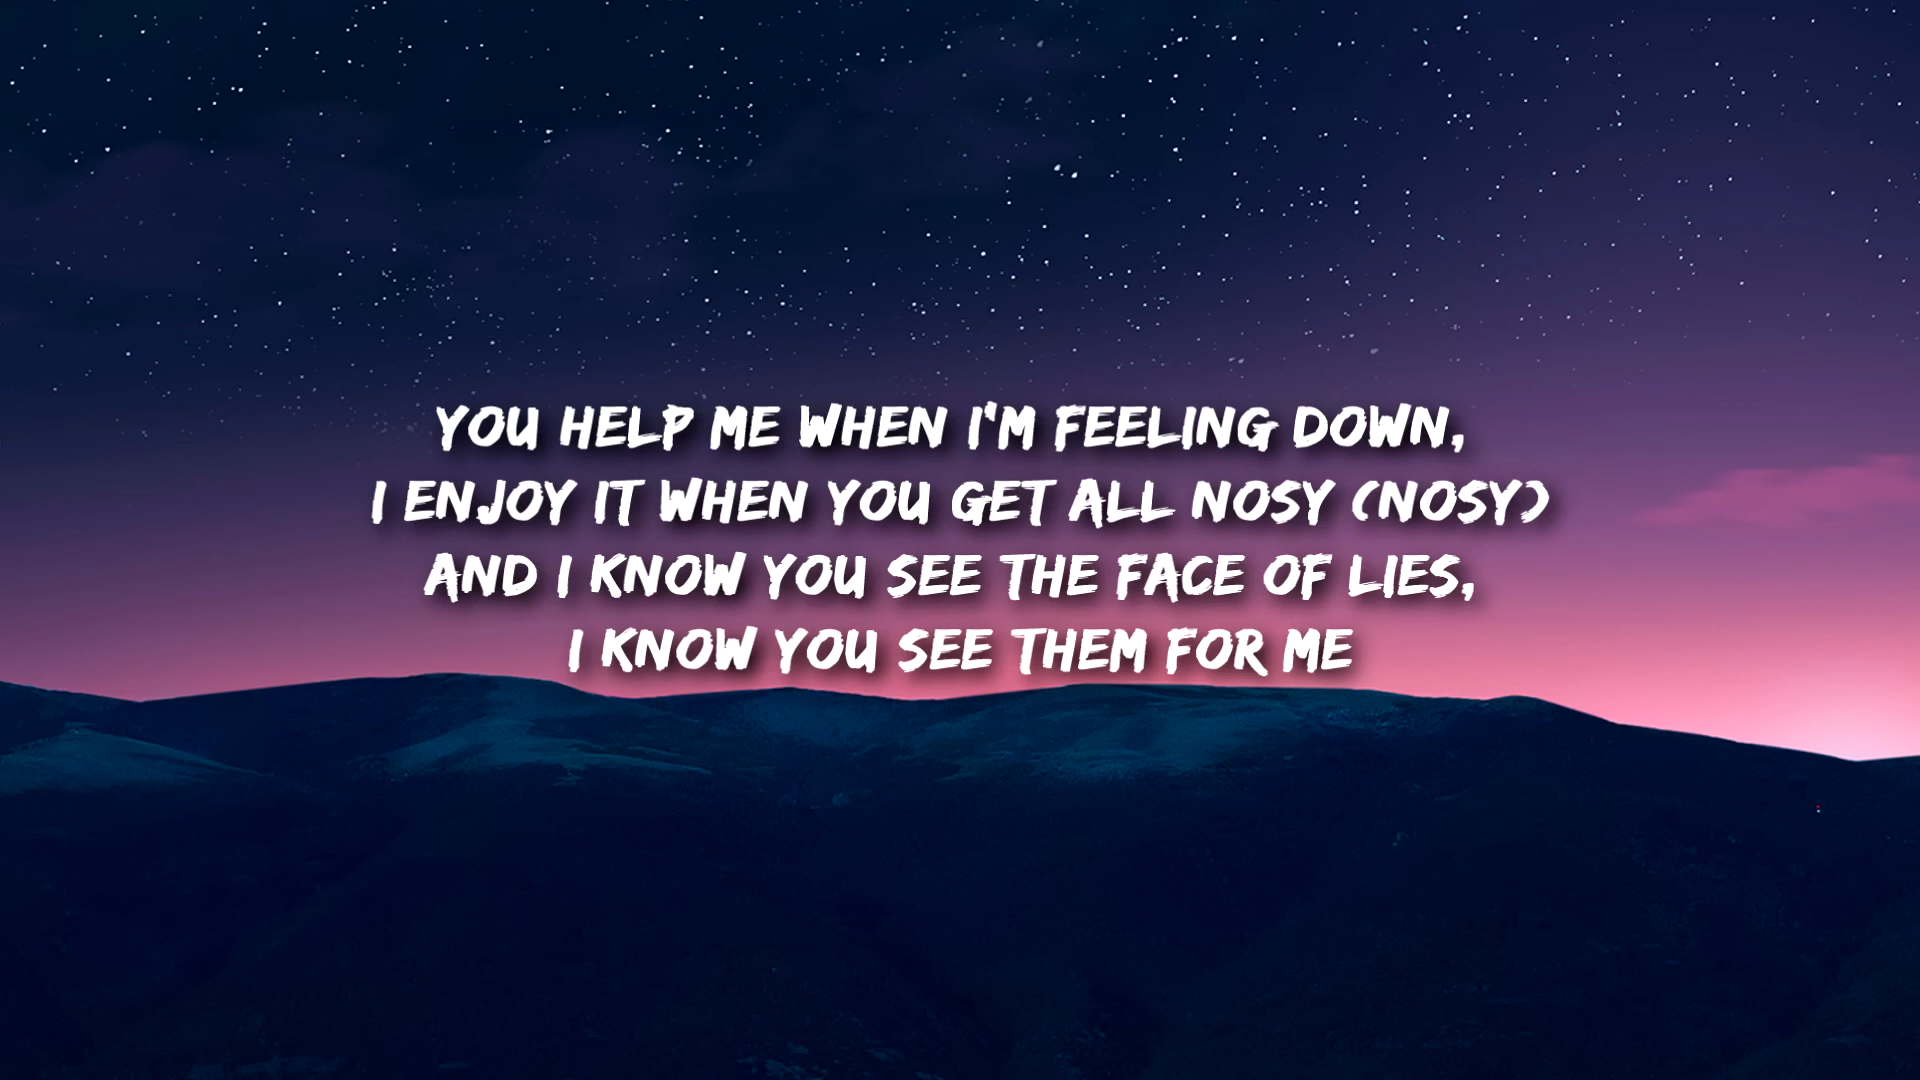 YOU HELP ME WHEN I'M FEELING DOWN,
I ENJOY IT WHEN YOU GET ALL NOSY (NOSY)
AND I KNOW YOU SEE THE FACE OF LIES,
I KNOW YOU SEE THEM FOR ME